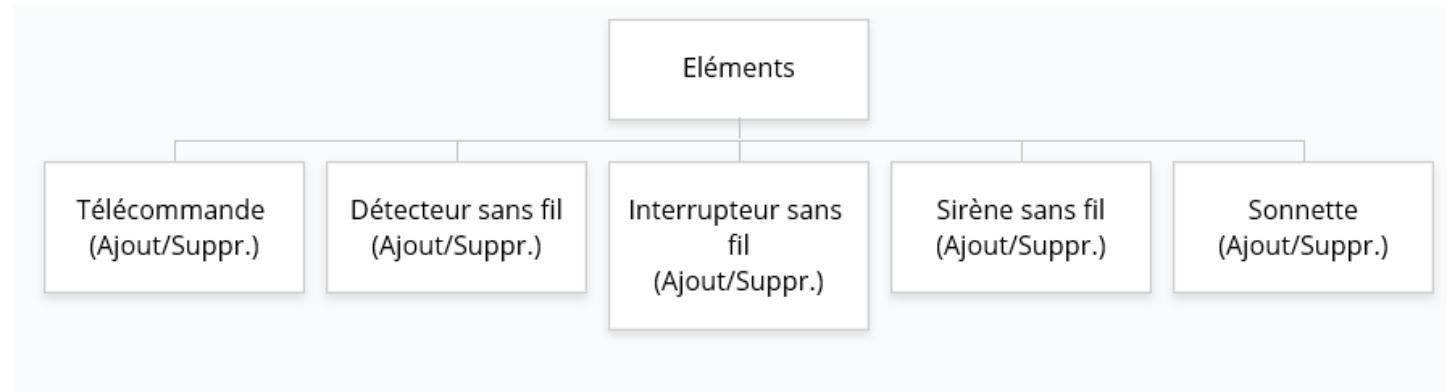 Eléments
Télécommande
(Ajout/Suppr.)
Détecteur sans fil
(Ajout/Suppr.)
Interrupteur sans
fil
(Ajout/Suppr.)
Sirène sans fil
(Ajout/Suppr.)
Sonnette
(Ajout/Suppr.)